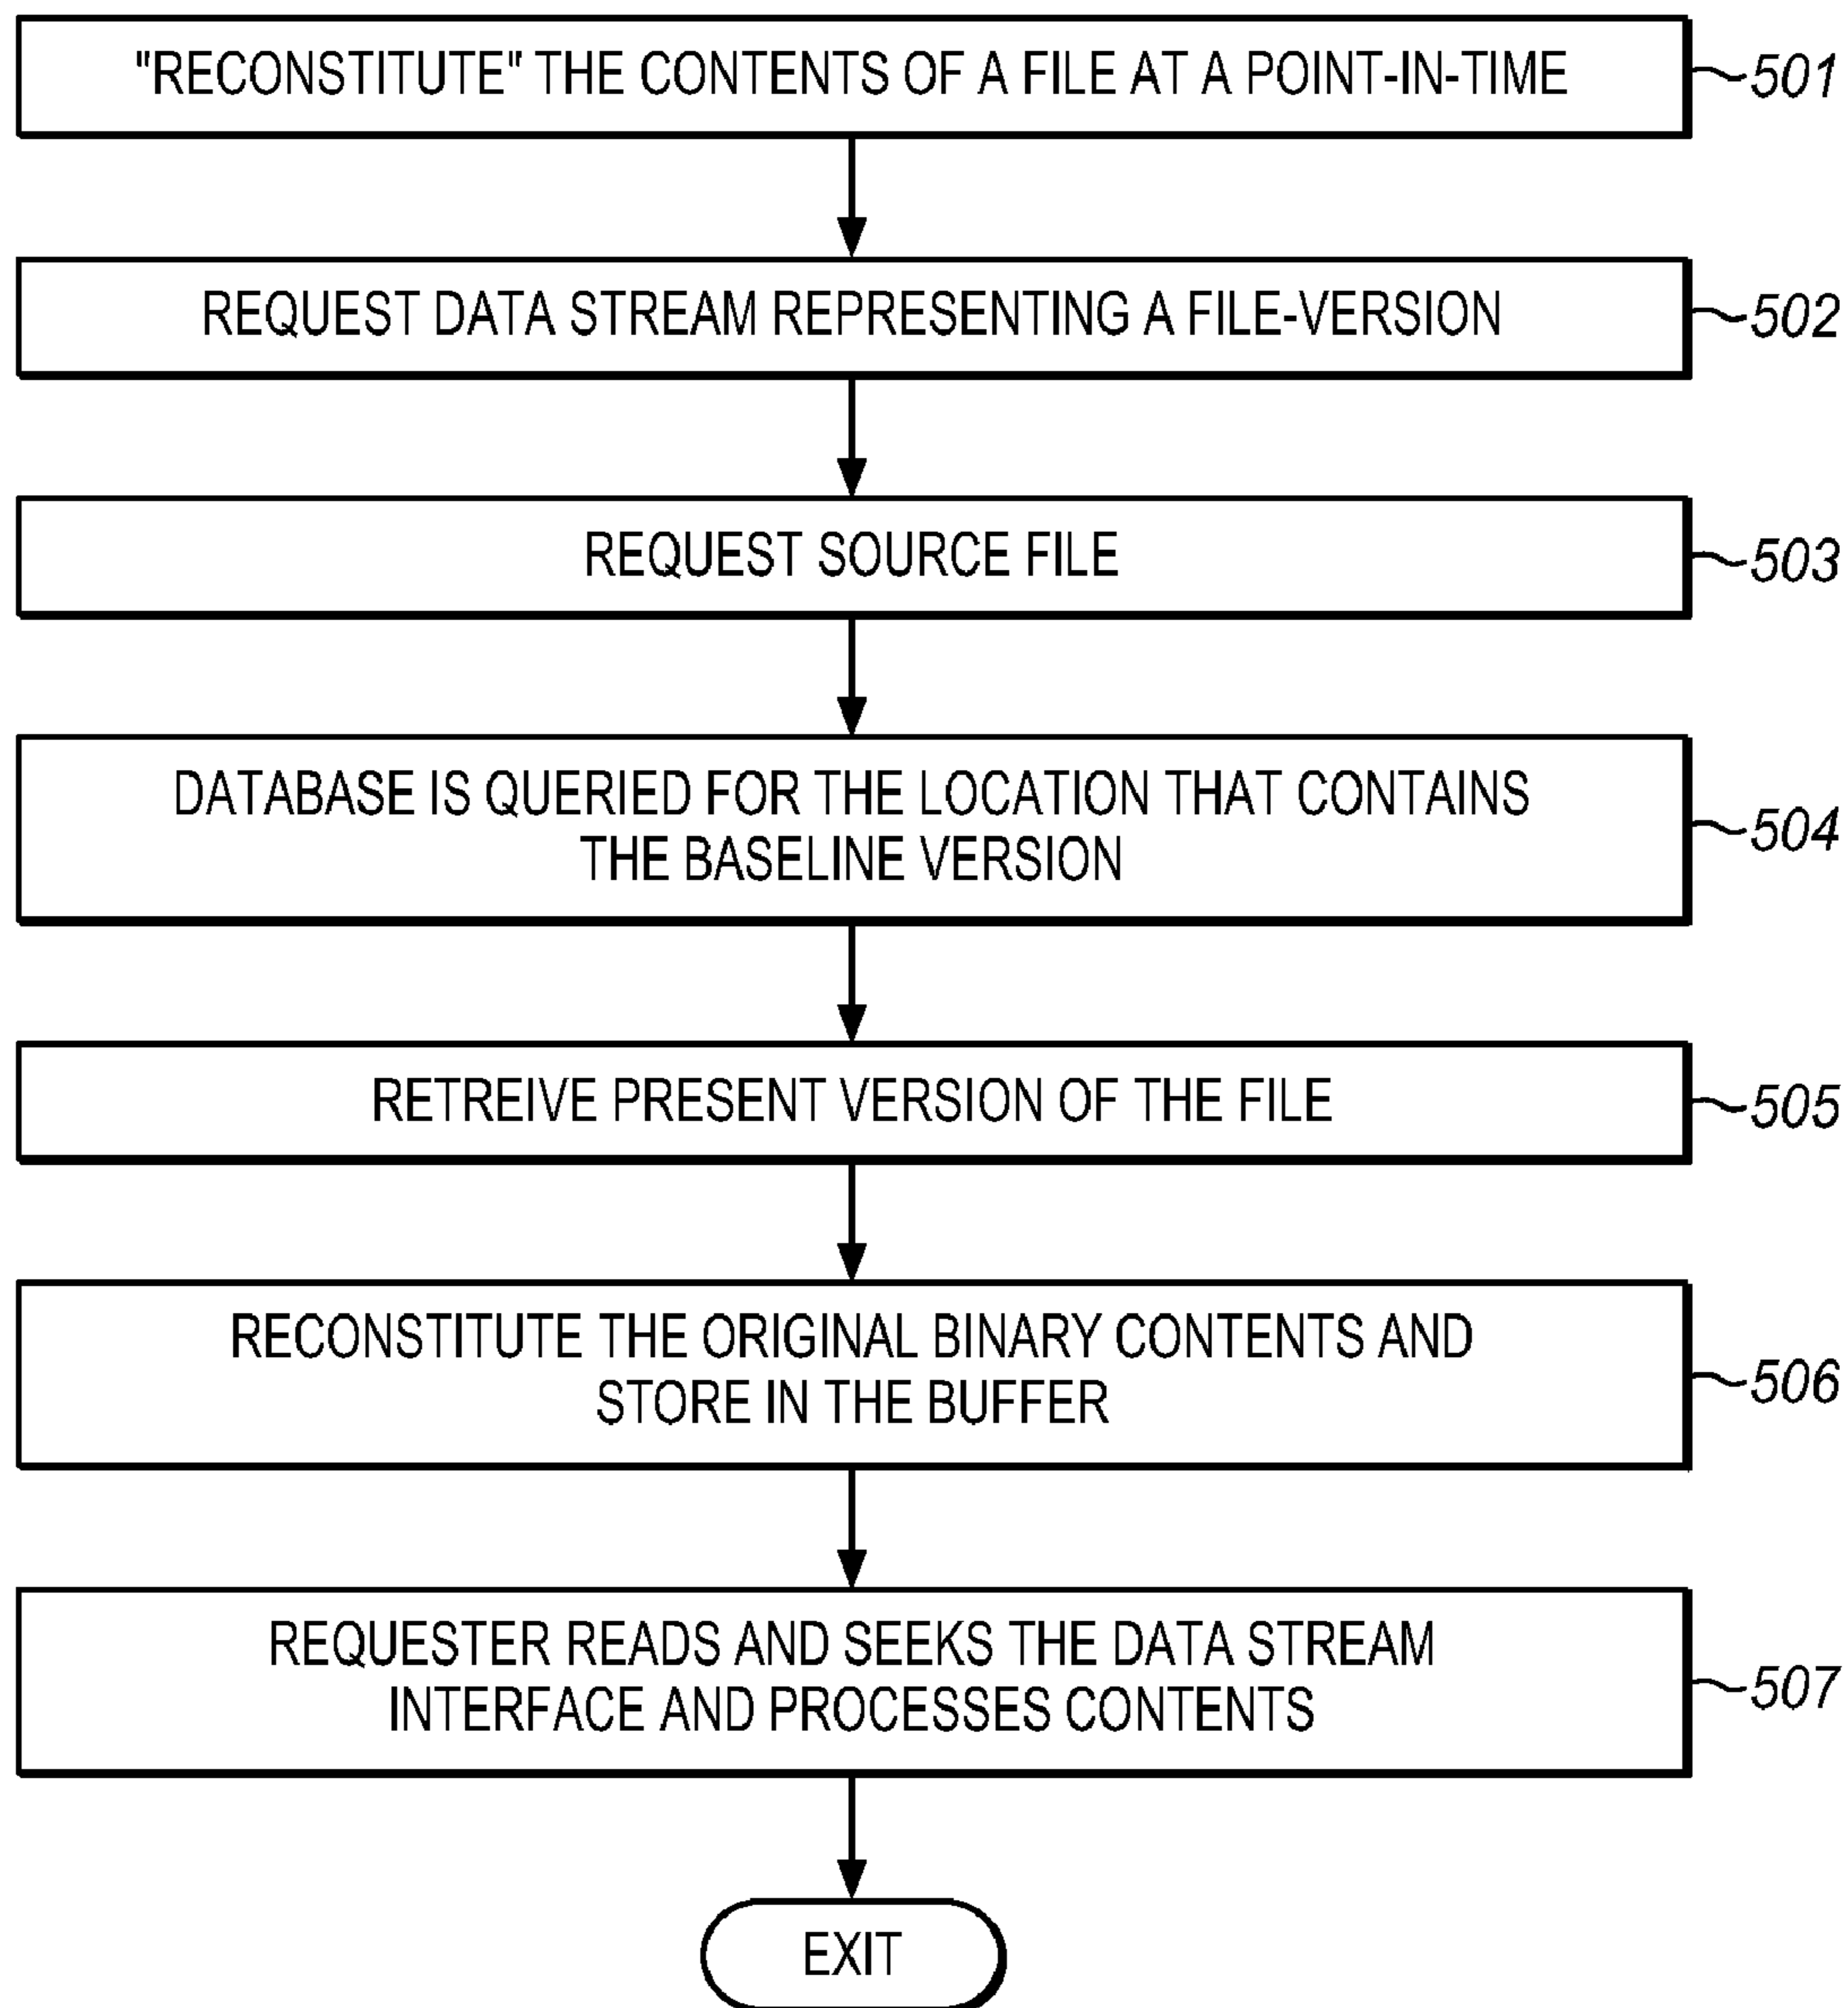 "RECONSTITUTE" THE CONTENTS OF A FILE AT A POINT-IN-TIME
501
REQUEST DATA STREAM REPRESENTING A FILE-VERSION
502
REQUEST SOURCE FILE
503
DATABASE IS QUERIED FOR THE LOCATION THAT CONTAINS
THE BASELINE VERSION
504
RETREIVE PRESENT VERSION OF THE FILE
505
RECONSTITUTE THE ORIGINAL BINARY CONTENTS AND
STORE IN THE BUFFER
506
REQUESTER READS AND SEEKS THE DATA STREAM
INTERFACE AND PROCESSES CONTENTS
507
EXIT